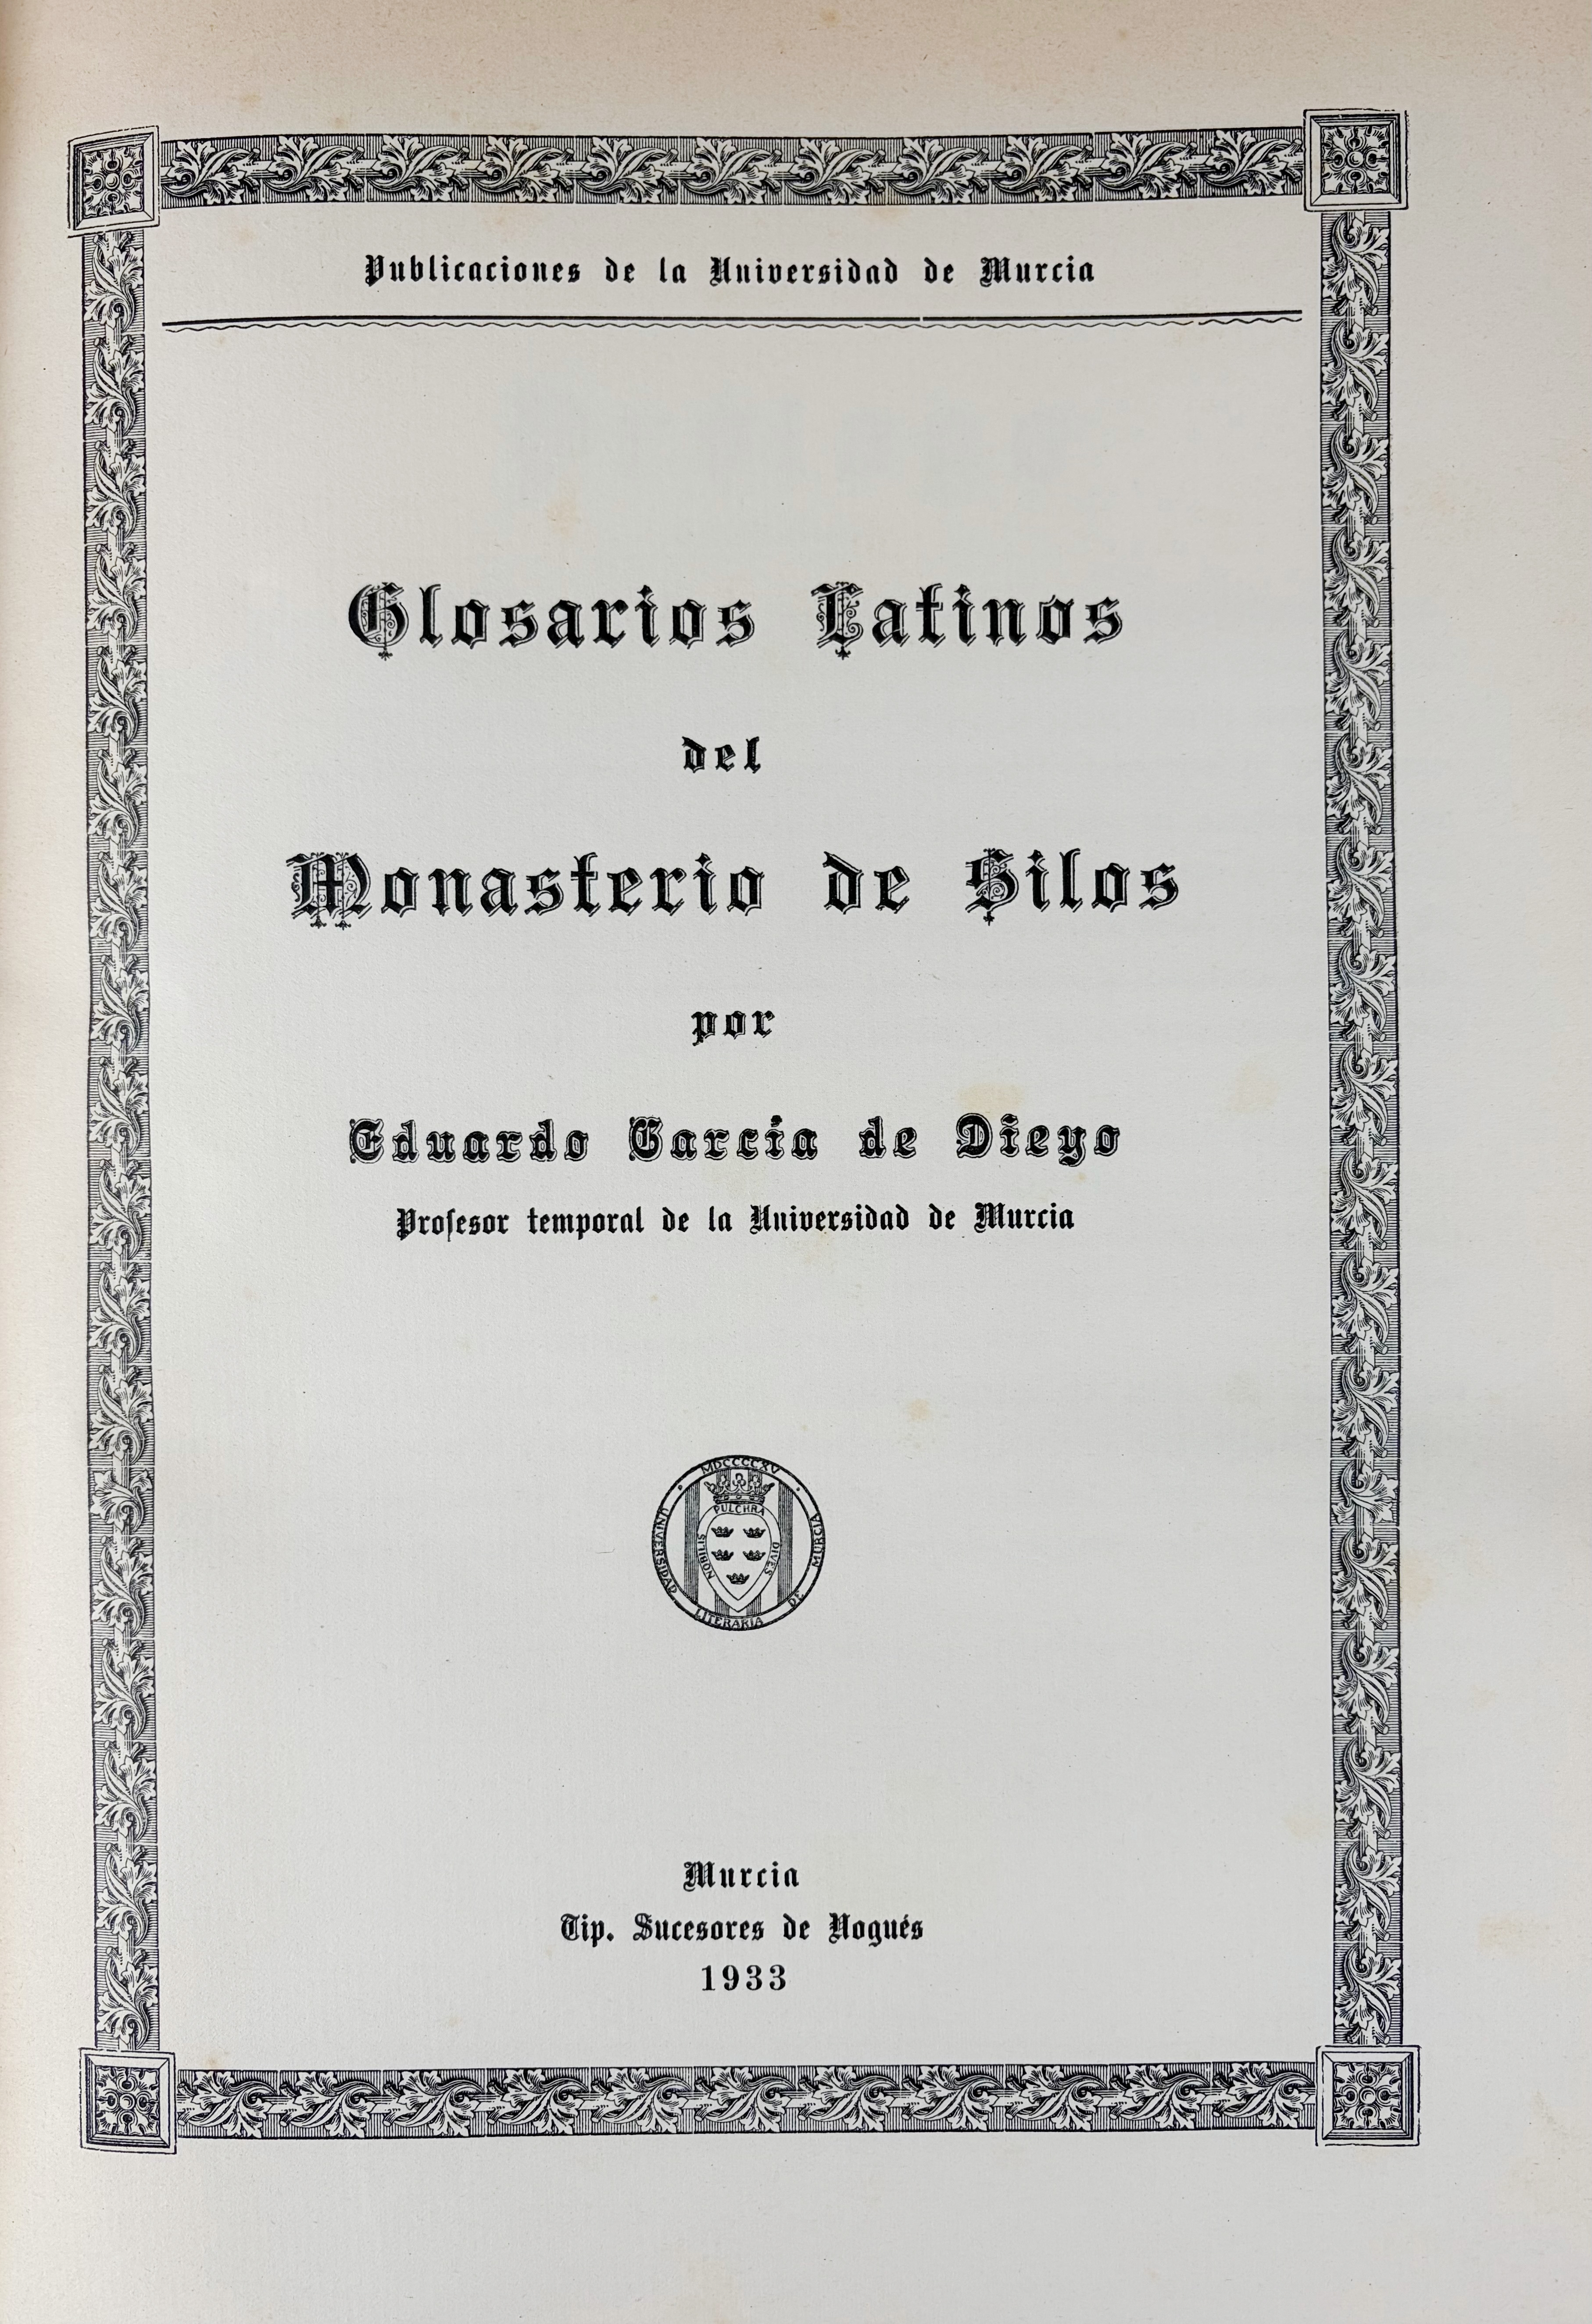 Publicaciones de la Universidad de Murcia
Glosarios Latinos
del
Monasterio de Silos
por
Eduardo García de Diego
Profesor temporal de la Universidad de Murcia
MDCCCCXV
UNIVERSIDAD LITERARIA DE MURCIA
PULCHRA DIVES NOBILIS
Murcia
Tip. Sucesores de Nogués
1933